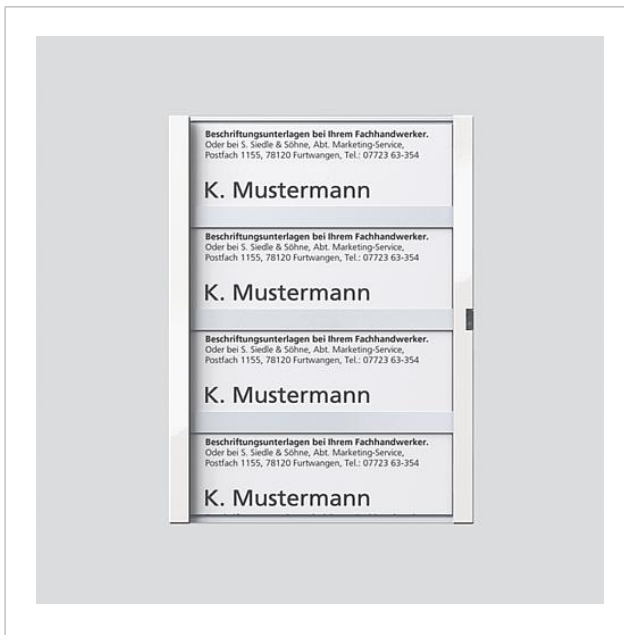 Beschriftungsunterlagen bei Ihrem Fachhandwerker.
Oder bei S. Siedle & Söhne, Abt. Marketing-Service,
Postfach 1155, 78120 Furtwangen, Tel.: 07723 63-354
K. Mustermann
Beschriftungsunterlagen bei Ihrem Fachhandwerker.
Oder bei S. Siedle & Söhne, Abt. Marketing-Service,
Postfach 1155, 78120 Furtwangen, Tel.: 07723 63-354
K. Mustermann
Beschriftungsunterlagen bei Ihrem Fachhandwerker.
Oder bei S. Siedle & Söhne, Abt. Marketing-Service,
Postfach 1155, 78120 Furtwangen, Tel.: 07723 63-354
K. Mustermann
Beschriftungsunterlagen bei Ihrem Fachhandwerker.
Oder bei S. Siedle & Söhne, Abt. Marketing-Service,
Postfach 1155, 78120 Furtwangen, Tel.: 07723 63-354
K. Mustermann